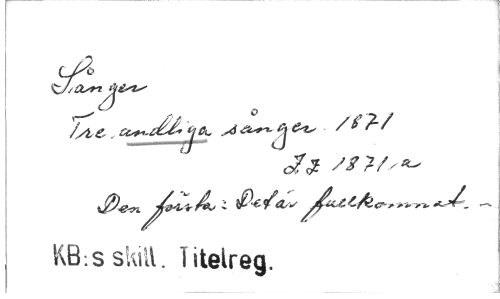 Sånger
Tre andliga sånger. 1871
1871,a
Den första: Det är fullkomnat. -
KB:s skill. Titelreg.